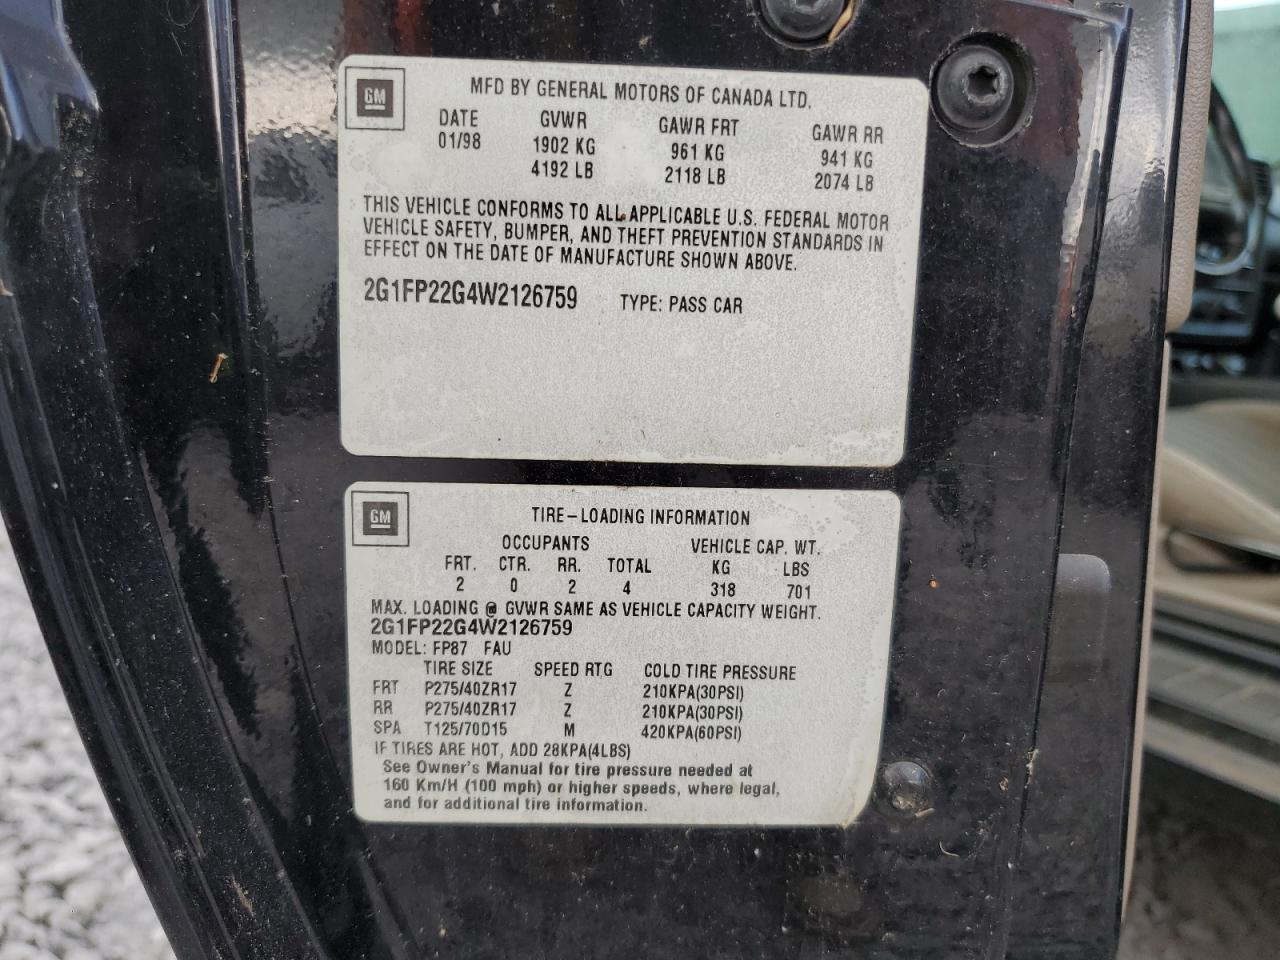 GM
MFD BY GENERAL MOTORS OF CANADA LTD.
DATE GVWR GAWR FRT GAWR RR
01/98 1902 KG 961 KG 941 KG
4192 LB 2118 LB 2074 LB
THIS VEHICLE CONFORMS TO ALL APPLICABLE U.S. FEDERAL MOTOR
VEHICLE SAFETY, BUMPER, AND THEFT PREVENTION STANDARDS IN
EFFECT ON THE DATE OF MANUFACTURE SHOWN ABOVE.
2G1FP22G4W2126759 TYPE: PASS CAR
GM
TIRE-LOADING INFORMATION
OCCUPANTS VEHICLE CAP. WT.
FRT. CTR. RR. TOTAL KG LBS
2 0 2 4 318 701
MAX. LOADING @ GVWR SAME AS VEHICLE CAPACITY WEIGHT.
2G1FP22G4W2126759
MODEL: FP87 FAU
TIRE SIZE SPEED RTG COLD TIRE PRESSURE
FRT P275/40ZR17 Z 210KPA(30PSI)
RR P275/40ZR17 Z 210KPA(30PSI)
SPA T125/70D15 M 420KPA(60PSI)
IF TIRES ARE HOT, ADD 28KPA(4LBS)
See Owner's Manual for tire pressure needed at
160 Km/H (100 mph) or higher speeds, where legal,
and for additional tire information.